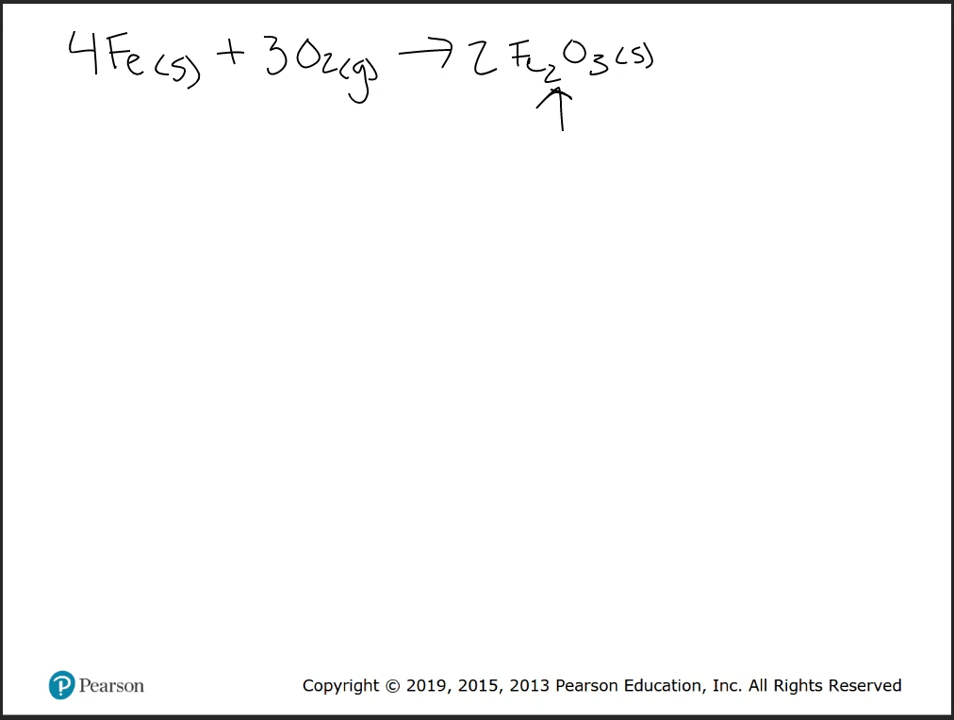 4Fe(s) + 3O2(g) → 2Fe2O3(s)
Pearson
Copyright © 2019, 2015, 2013 Pearson Education, Inc. All Rights Reserved